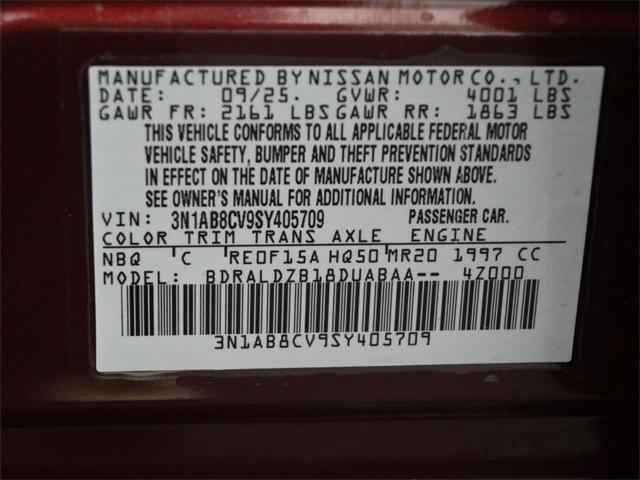 MANUFACTURED BY NISSAN MOTOR CO., LTD.
DATE: 09/25. GVWR: 4001 LBS
GAWR FR: 2161 LBS GAWR RR: 1863 LBS
THIS VEHICLE CONFORMS TO ALL APPLICABLE FEDERAL MOTOR
VEHICLE SAFETY, BUMPER AND THEFT PREVENTION STANDARDS
IN EFFECT ON THE DATE OF MANUFACTURE SHOWN ABOVE.
SEE OWNER'S MANUAL FOR ADDITIONAL INFORMATION.
VIN: 3N1AB8CV9SY405709 PASSENGER CAR.
COLOR TRIM TRANS AXLE ENGINE
NBQ C RE0F15A HQ50 MR20 1997 CC
MODEL: BDRALDZB18DUABAA-- 4Z000
3N1AB8CV9SY405709